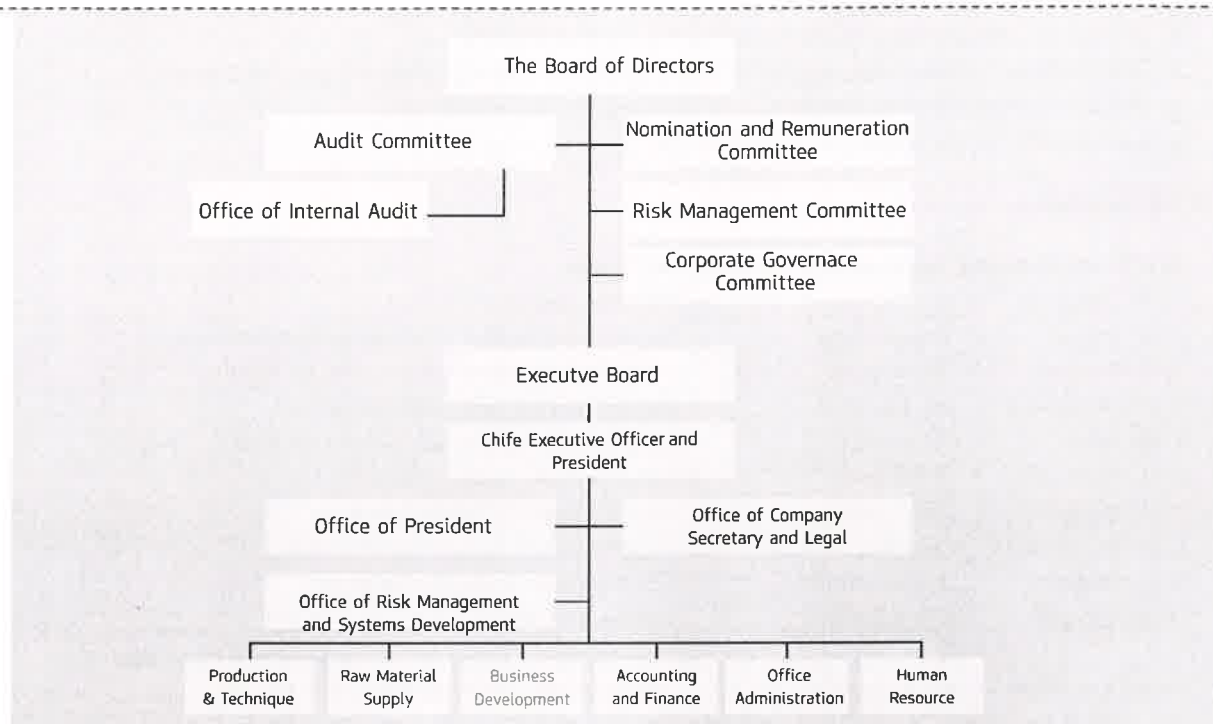 The Board of Directors
Audit Committee
Nomination and Remuneration
Committee
Office of Internal Audit
Risk Management Committee
Corporate Governace
Committee
Executve Board
Chife Executive Officer and
President
Office of President
Office of Company
Secretary and Legal
Office of Risk Management
and Systems Development
Production
& Technique
Raw Material
Supply
Business
Development
Accounting
and Finance
Office
Administration
Human
Resource